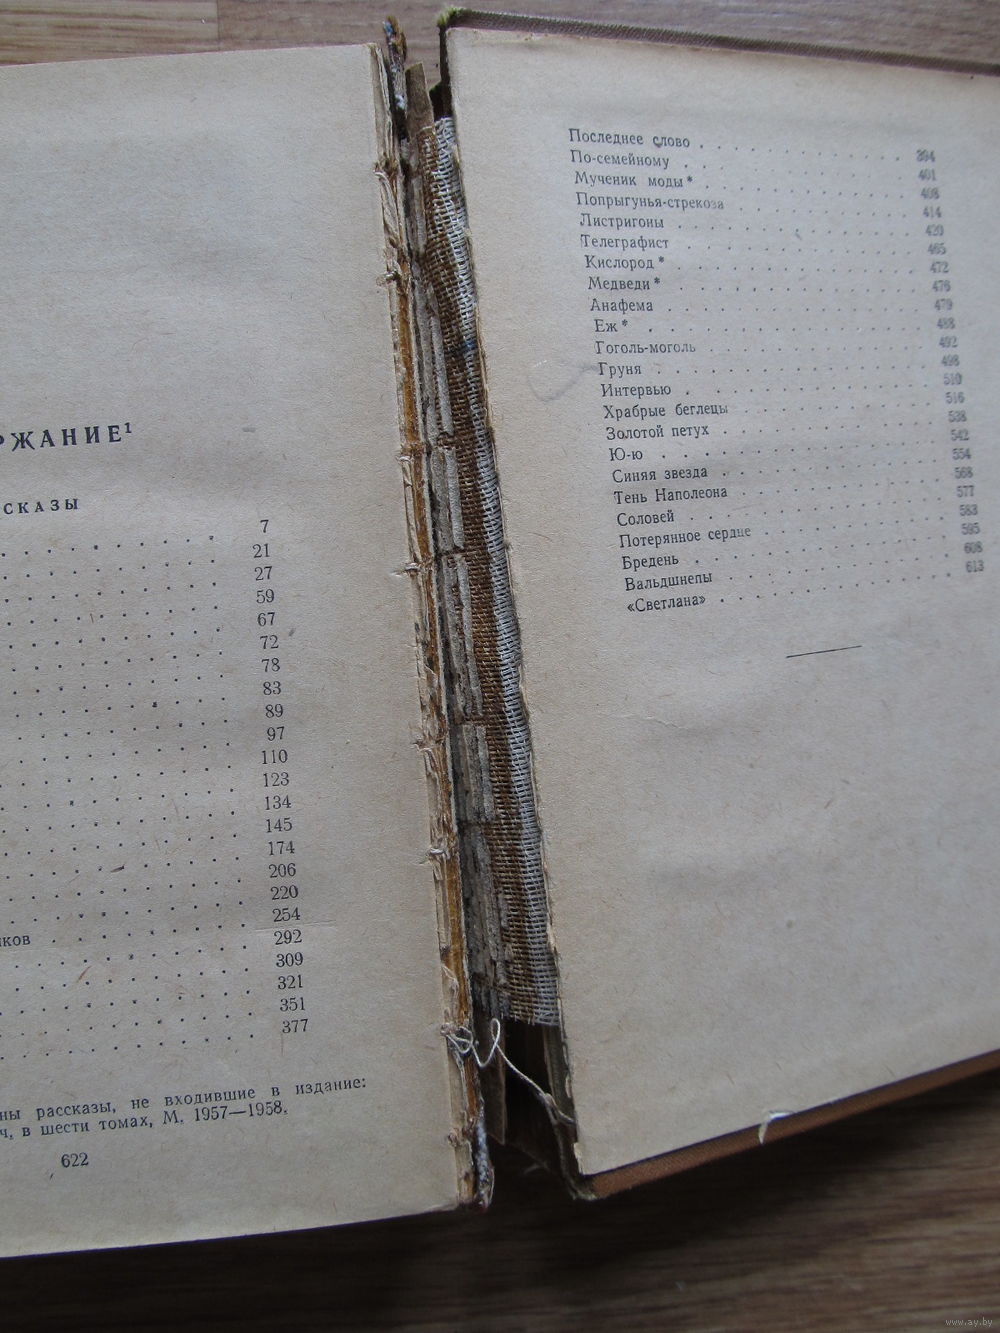 РЖАНИЕ¹
СКАЗЫ
. . . 7
. . . 21
. . . 27
. . . 59
. . . 67
. . . 72
. . . 78
. . . 83
. . . 89
. . . 97
. . . 110
. . . 123
. . . 134
. . . 145
. . . 174
. . . 206
. . . 220
. . . 254
ков . . . 292
. . . 309
. . . 321
. . . 351
. . . 377
ны рассказы, не входившие в издание:
ч, в шести томах, М. 1957—1958.
622
Последнее слово . . . 394
По-семейному . . . 401
Мученик моды* . . . 408
Попрыгунья-стрекоза . . . 414
Листригоны . . . 420
Телеграфист . . . 465
Кислород* . . . 472
Медведи* . . . 476
Анафема . . . 479
Еж* . . . 488
Гоголь-моголь . . . 492
Груня . . . 498
Интервью . . . 510
Храбрые беглецы . . . 516
Золотой петух . . . 538
Ю-ю . . . 542
Синяя звезда . . . 554
Тень Наполеона . . . 568
Соловей . . . 577
Потерянное сердце . . . 583
Бредень . . . 595
Вальдшнепы . . . 608
«Светлана» . . . 613
www.ay.by